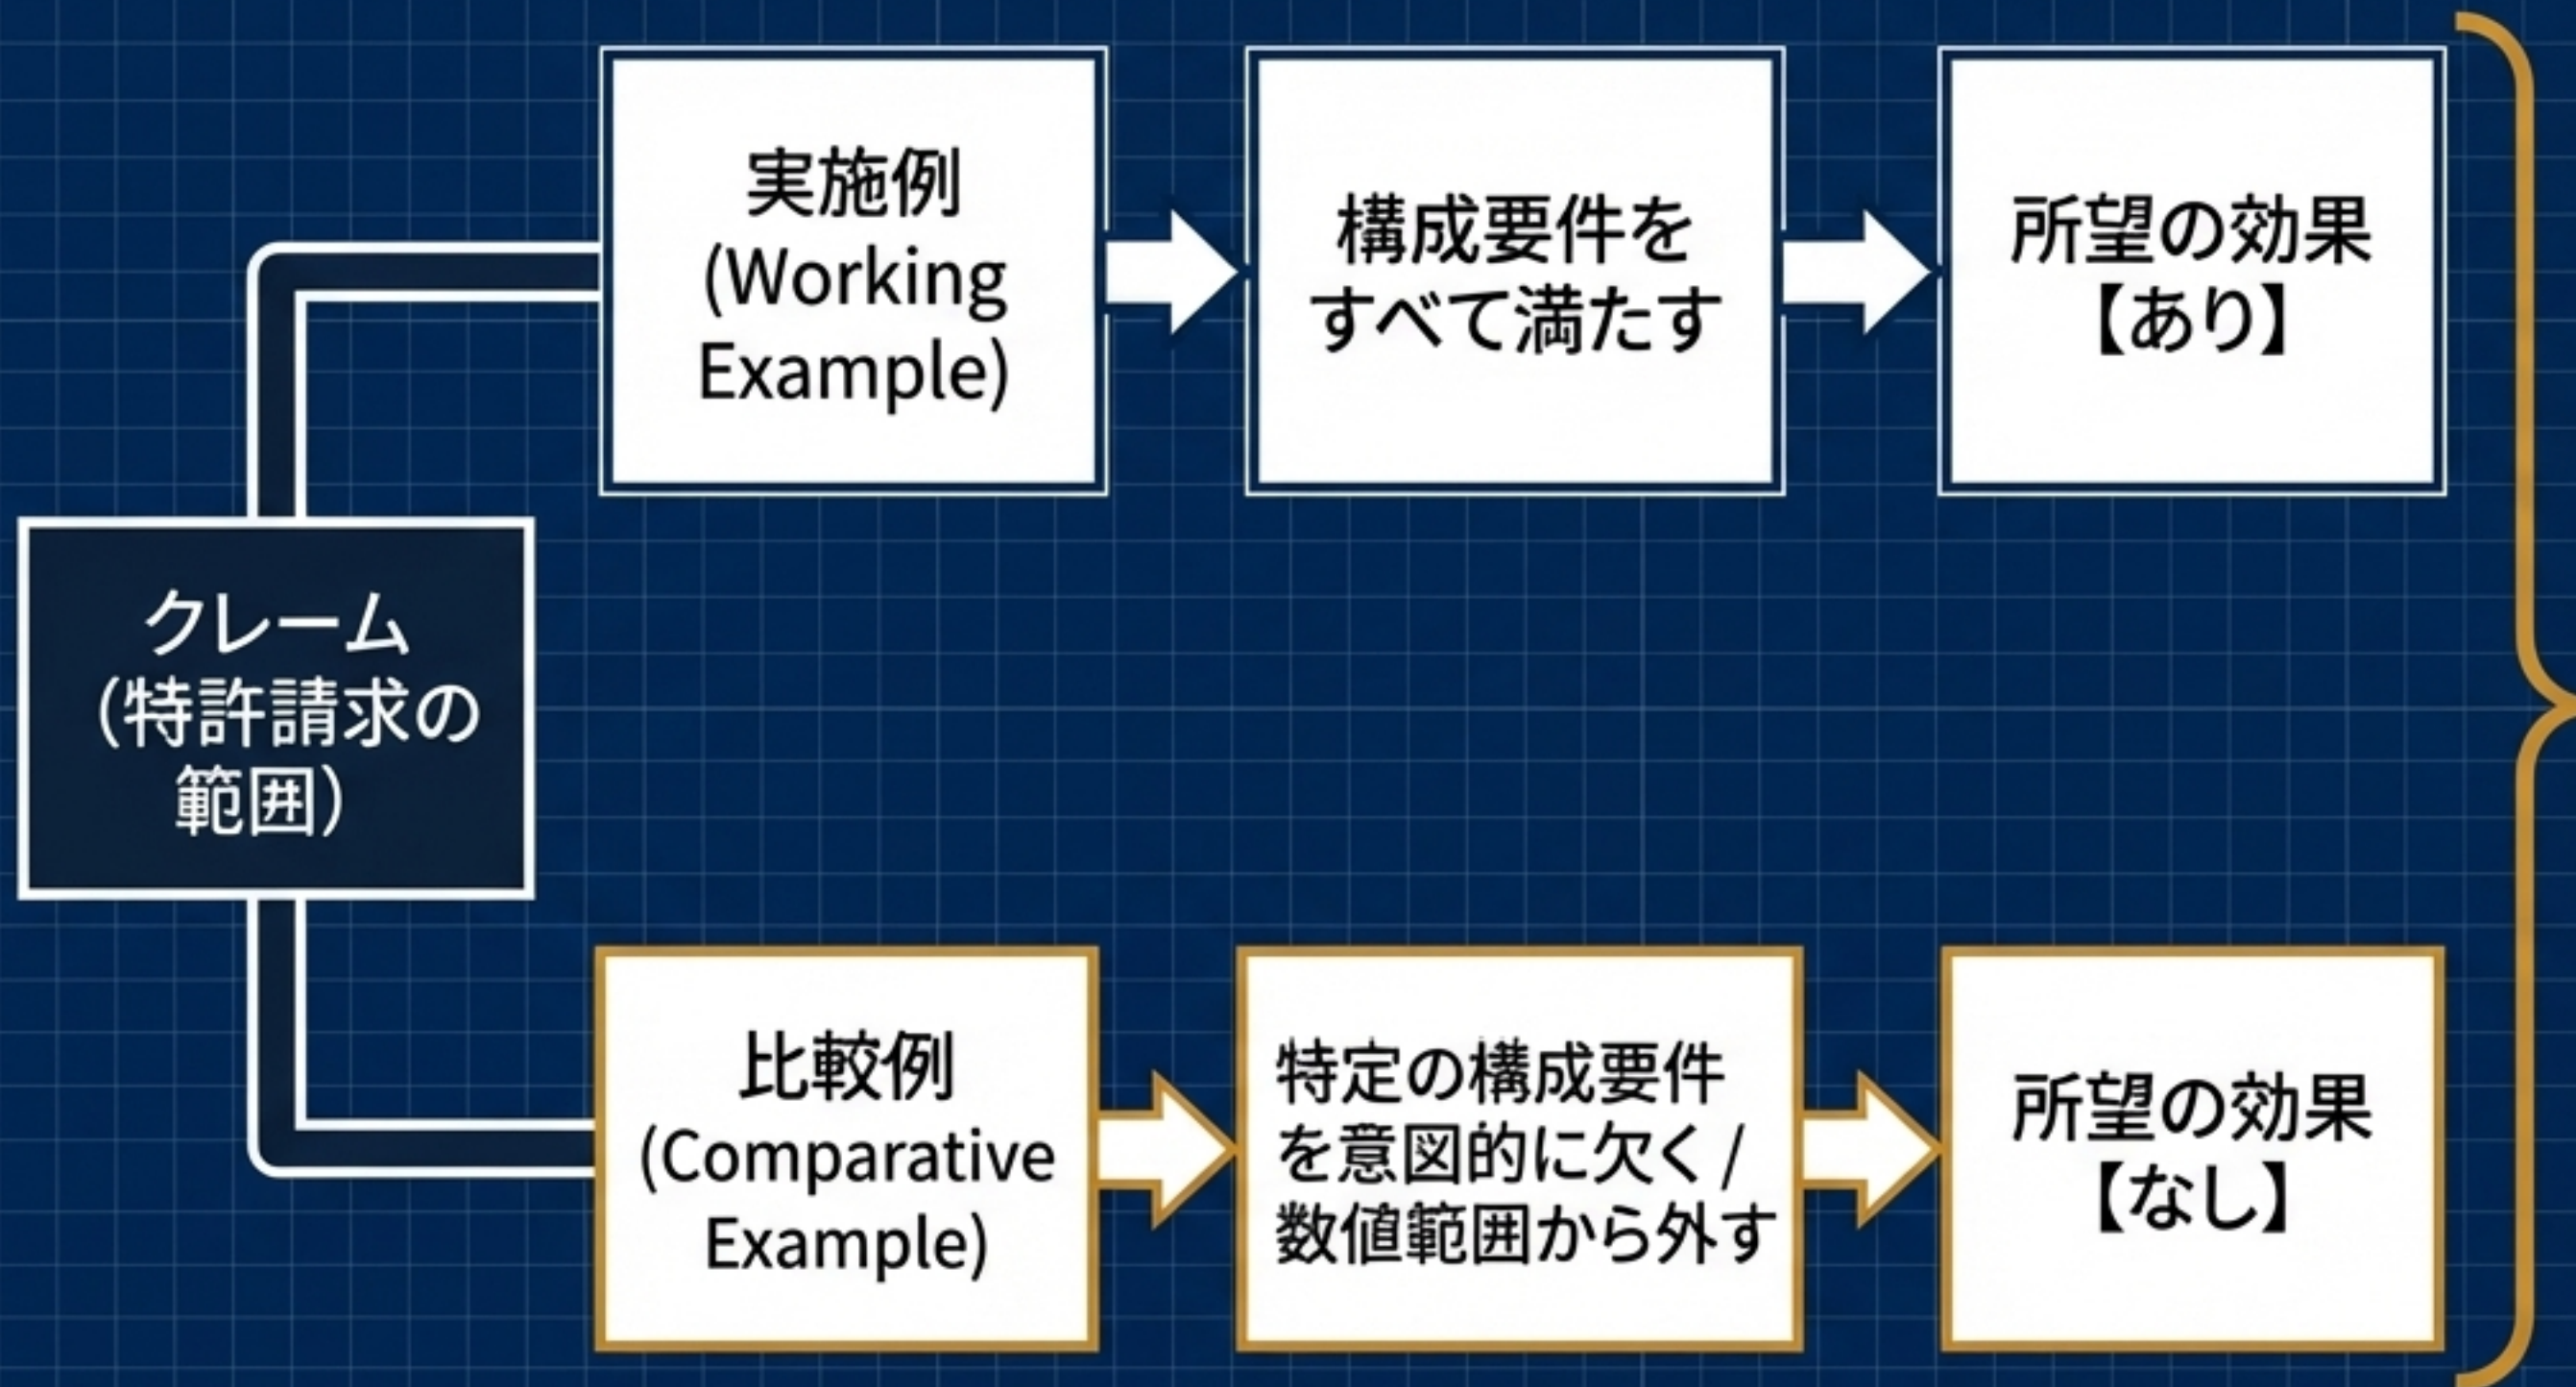 実施例
(Working
Example)
構成要件を
すべて満たす
所望の効果
【あり】
クレーム
(特許請求の
範囲)
比較例
(Comparative
Example)
特定の構成要件
を意図的に欠く /
数値範囲から外す
所望の効果
【なし】